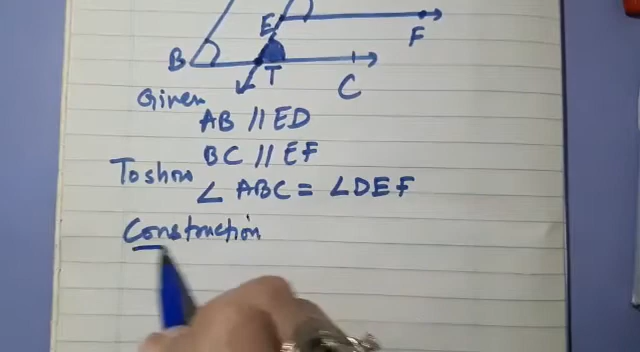 E
F
B
T
C
Given
AB // ED
BC // EF
To show
∠ ABC = ∠DEF
Construction